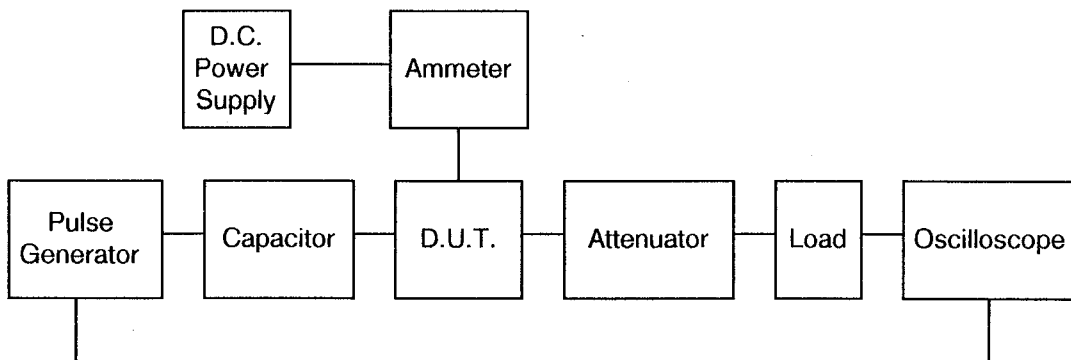 D.C.
Power
Supply
Ammeter
Pulse
Generator
Capacitor
D.U.T.
Attenuator
Load
Oscilloscope